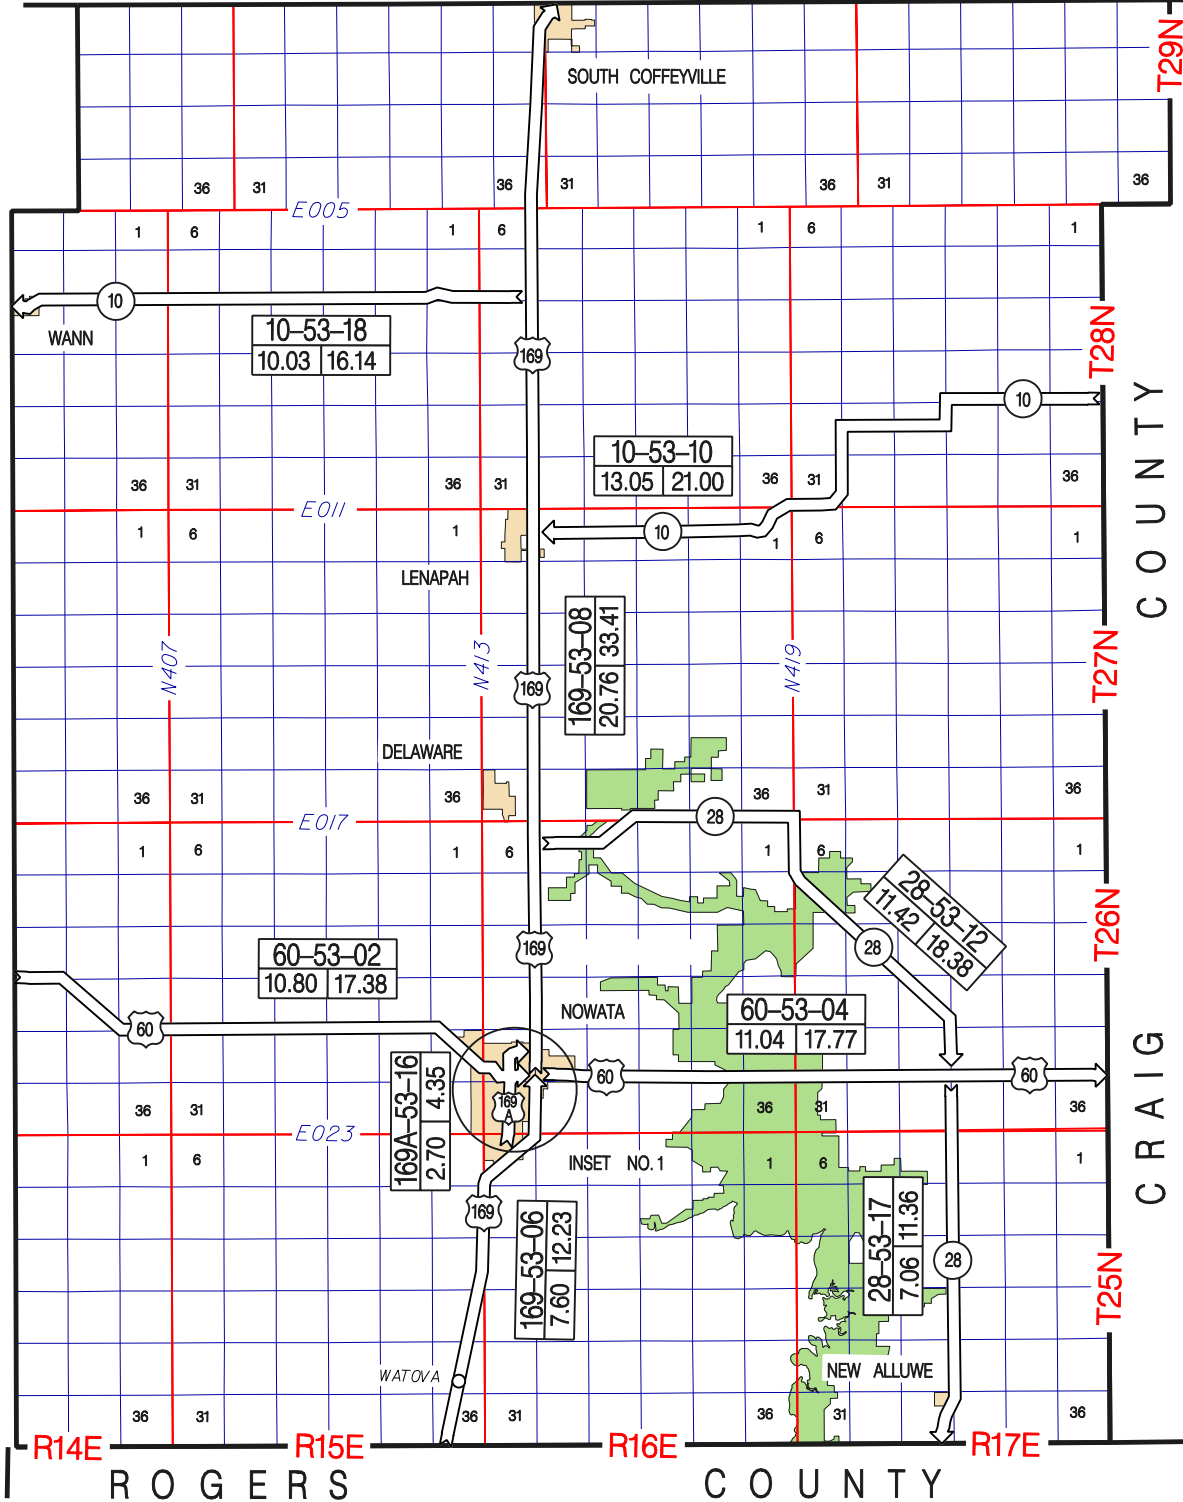 T29N
SOUTH COFFEYVILLE
36 31 36 31 36 31 36
E005
1 6 1 6 1 6 1
10
WANN
10–53–18
10.03 16.14
169
T28N
10
COUNTY
10–53–10
13.05 21.00
36 31 36 31 36 31 36
E011
1 6 1 10 1 6 1
LENAPAH
169–53–08
20.76 33.41
N407
N413
N419
T27N
169
DELAWARE
36 31 36 36 31 36
E017
28
1 6 1 6 1 6 1
28–53–12
11.42 18.38
T26N
60–53–02
10.80 17.38
169
28
NOWATA
60–53–04
11.04 17.77
60
60
60
169A–53–16
2.70 4.35
169
A
CRAIG
36 31 36 31 36
E023
1 6 INSET NO. 1 1 6 1
169
169–53–06
7.60 12.23
28–53–17
7.06 11.36
28
T25N
WATOVA
NEW ALLUWE
36 31 36 31 36 31 36
R14E R15E R16E R17E
ROGERS COUNTY